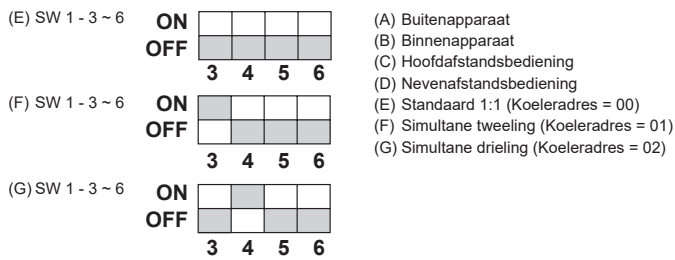 (E) SW 1 - 3 ~ 6
ON
OFF
3 4 5 6
(F) SW 1 - 3 ~ 6
ON
OFF
3 4 5 6
(G) SW 1 - 3 ~ 6
ON
OFF
3 4 5 6
(A) Buitenapparaat
(B) Binnenapparaat
(C) Hoofdafstandsbediening
(D) Nevenafstandsbediening
(E) Standaard 1:1 (Koeleradres = 00)
(F) Simultane tweeling (Koeleradres = 01)
(G) Simultane drieling (Koeleradres = 02)